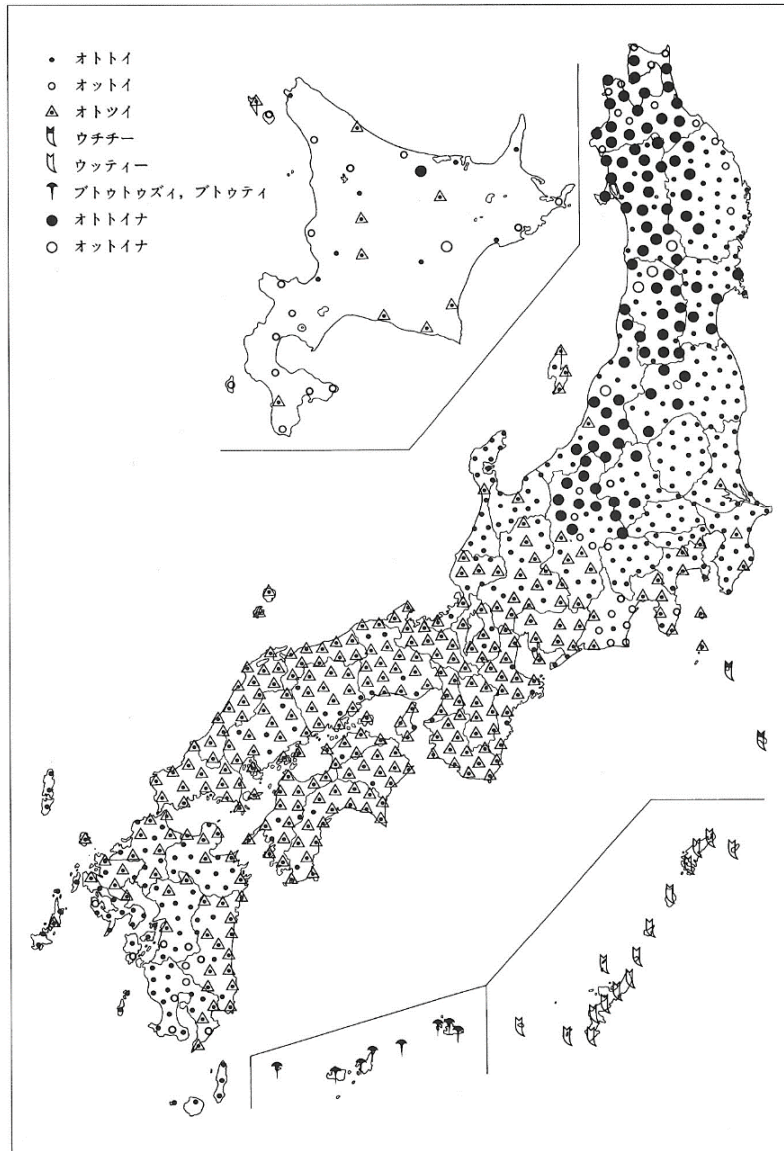 オトトイ
オットイ
オトツイ
ウチチー
ウッティー
ブトゥトゥズィ，ブトゥティ
オトトイナ
オットイナ